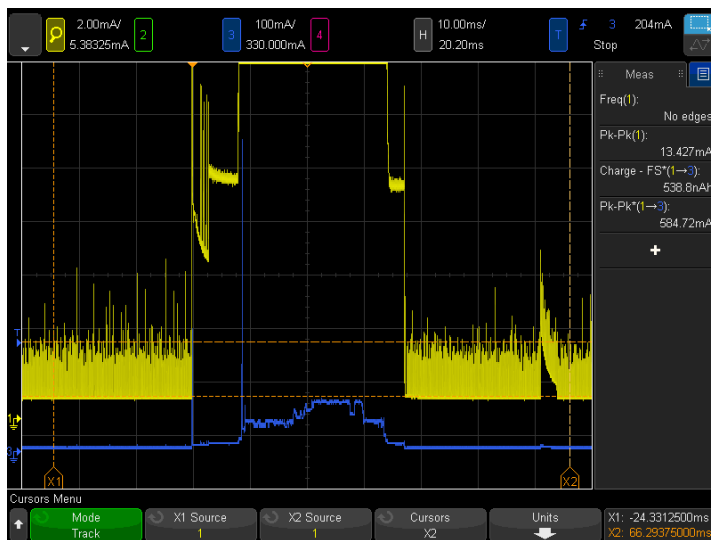 2.00mA/
5.38325mA
2
3
100mA/
330.000mA
4
H
10.00ms/
20.20ms
T
3
204mA
Stop
Meas
Freq(1):
No edges
Pk-Pk(1):
13.427mA
Charge - FS*(1→3):
538.8nAh
Pk-Pk*(1→3):
584.72mA
+
T
1
3
X1
X2
Cursors Menu
Mode
Track
X1 Source
1
X2 Source
1
Cursors
X2
Units
X1: -24.3312500ms
X2: 66.29375000ms